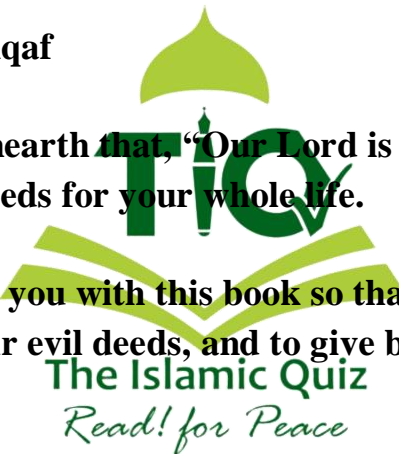 qaf
hearth that, “Our Lord is
eeds for your whole life.
TIQ
you with this book so tha
r evil deeds, and to give b
The Islamic Quiz
Read! for Peace